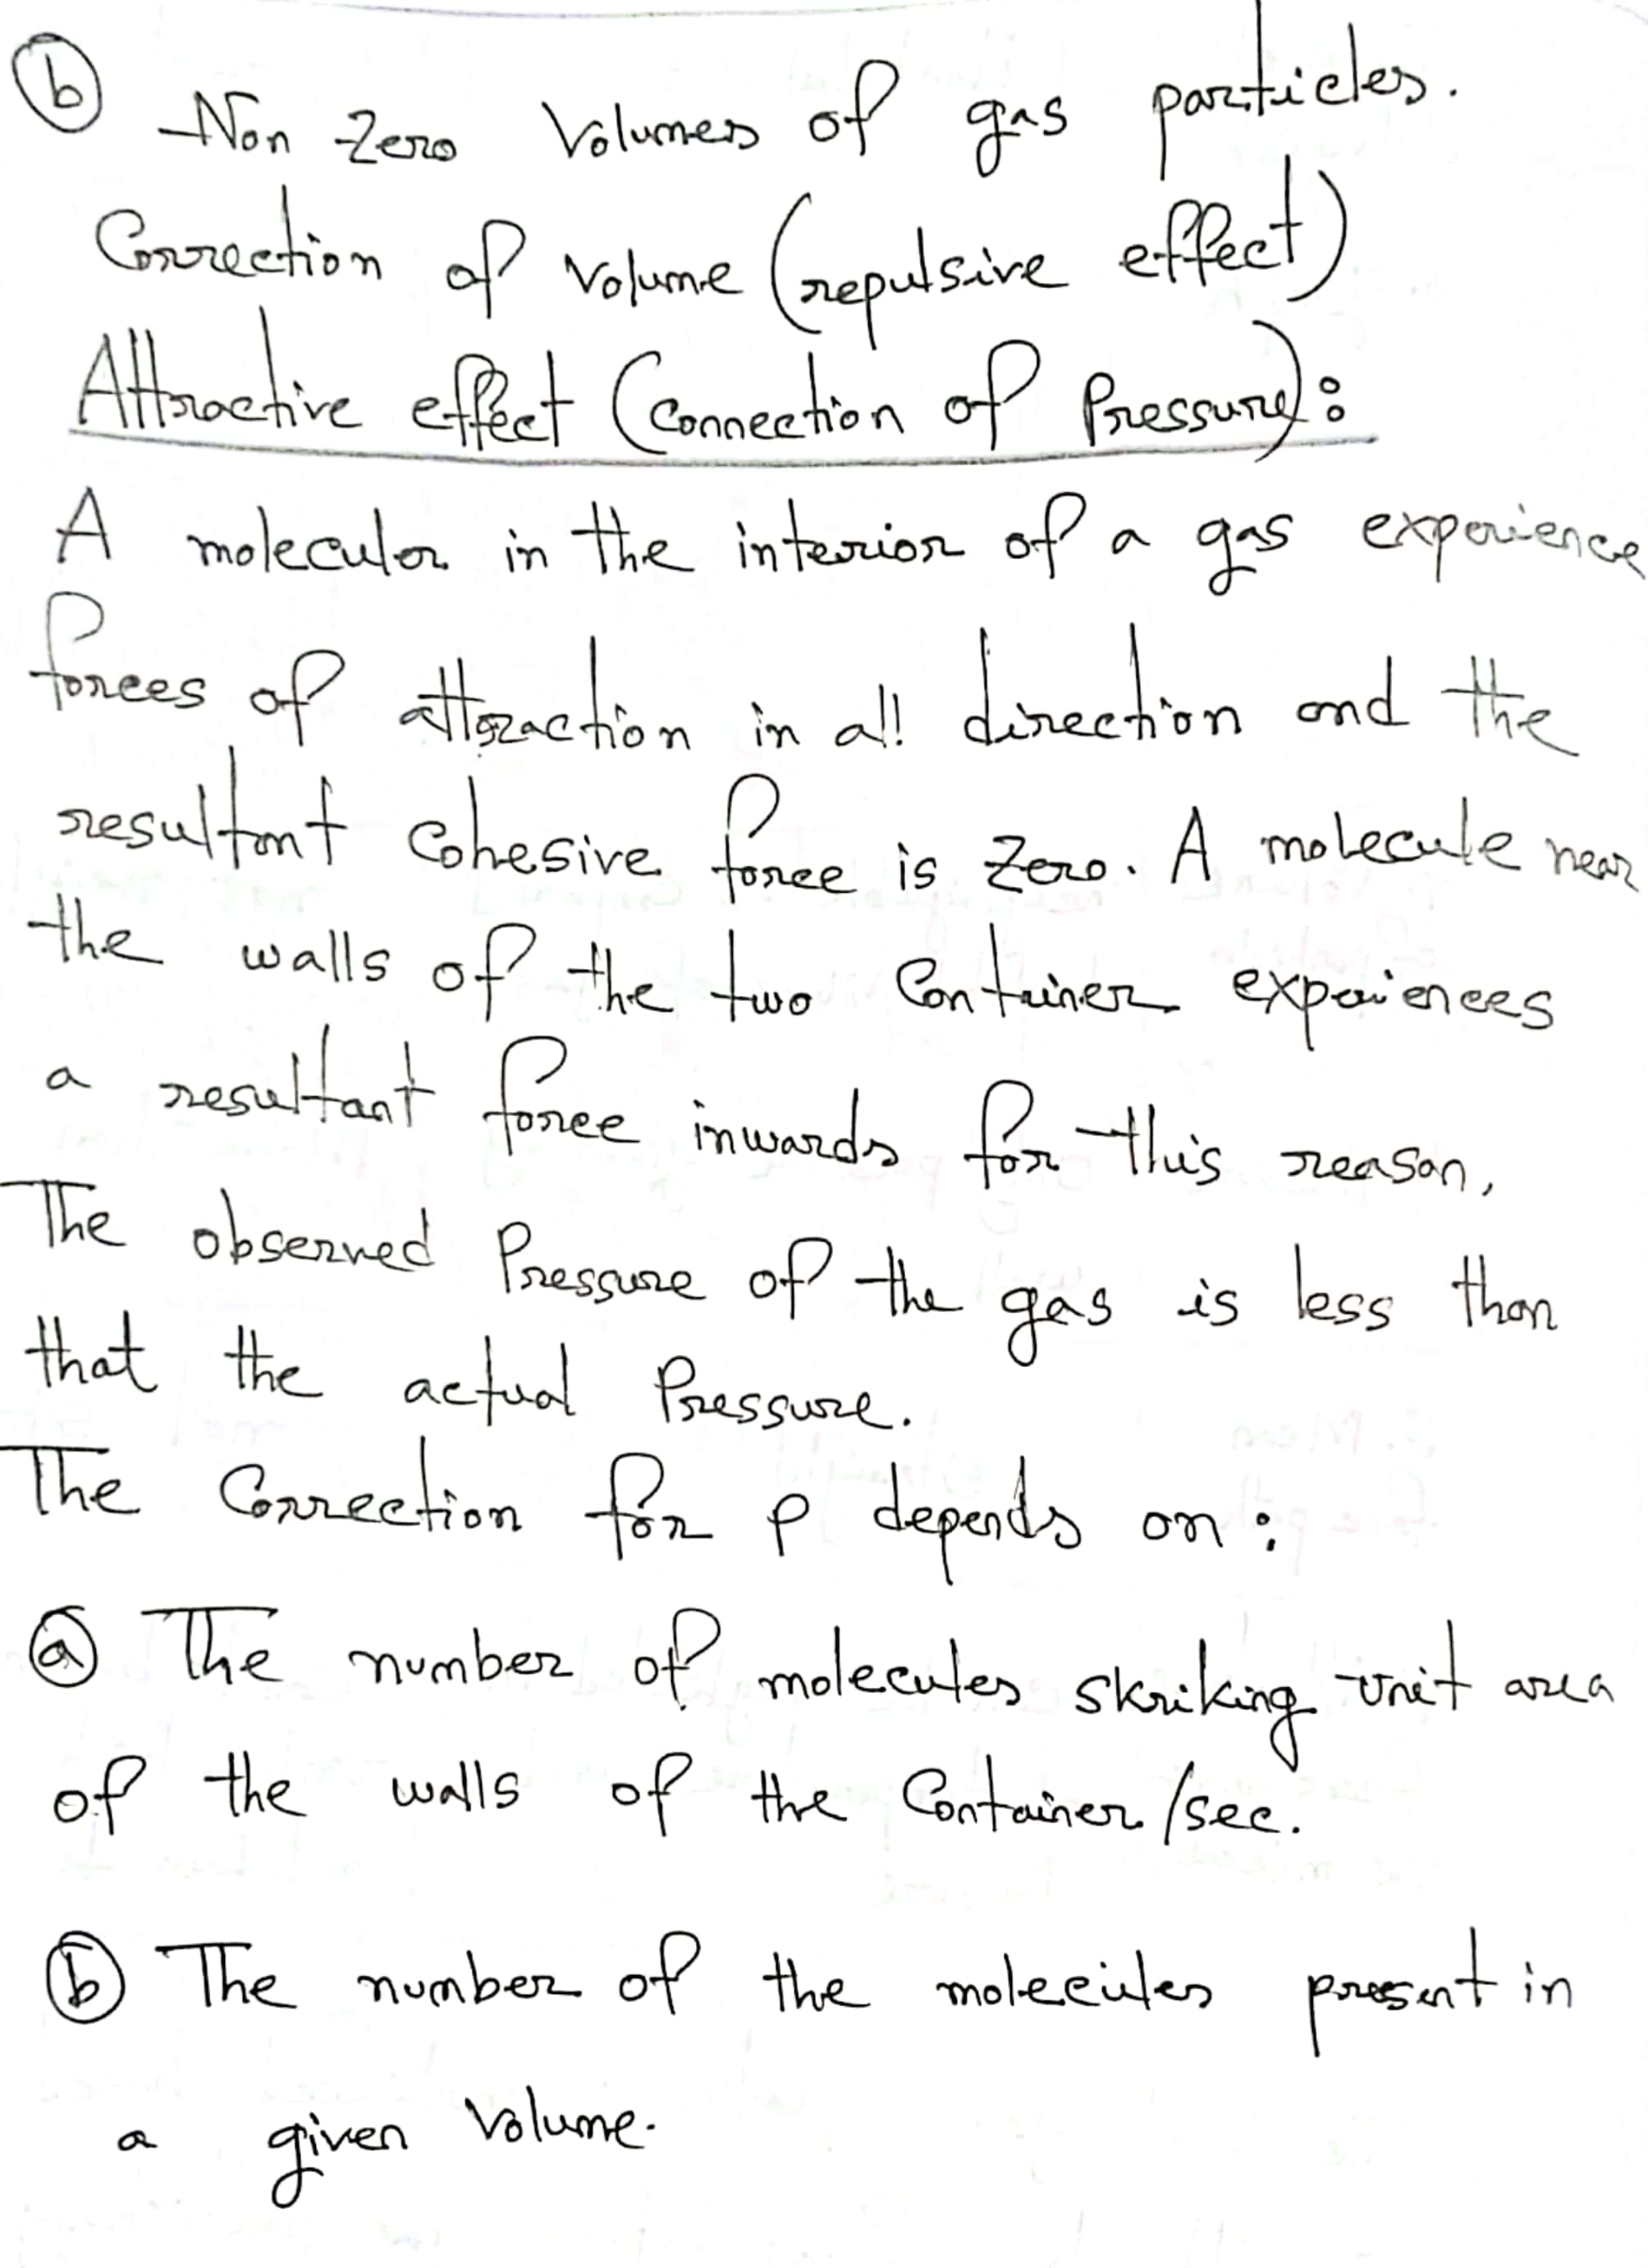 b Non Zero Volumes of gas particles.
Correction of volume (repulsive effect)
Attractive effect (Connection of Pressure):
A moleculer in the interior of a gas experience
forces of attraction in all direction and the
resultant cohesive force is zero. A molecule near
the walls of the two Container expeiences
a resultant force inwards for this reason,
The observed Pressure of the gas is less than
that the actual Pressure.
The Correction for P depends on:
a The number of molecules skriking unit area
of the walls of the Container/sec.
b The number of the molecules present in
a given Volume.